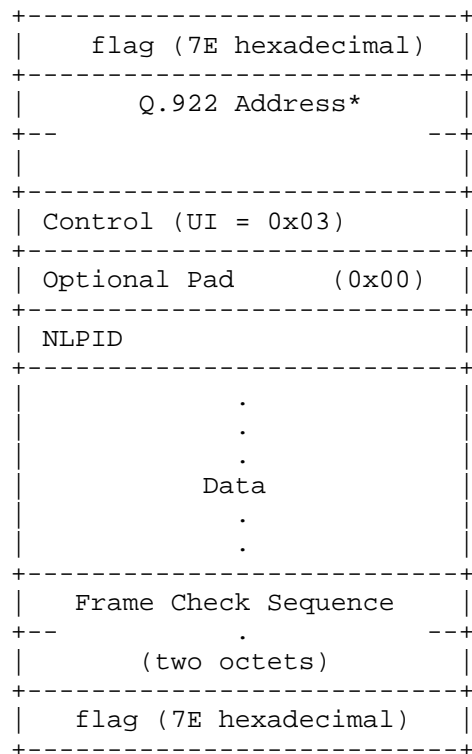 flag (7E hexadecimal)
Q.922 Address*
Control (UI = 0x03)
Optional Pad (0x00)
NLPID
.
.
.
Data
.
.
Frame Check Sequence
.
(two octets)
flag (7E hexadecimal)